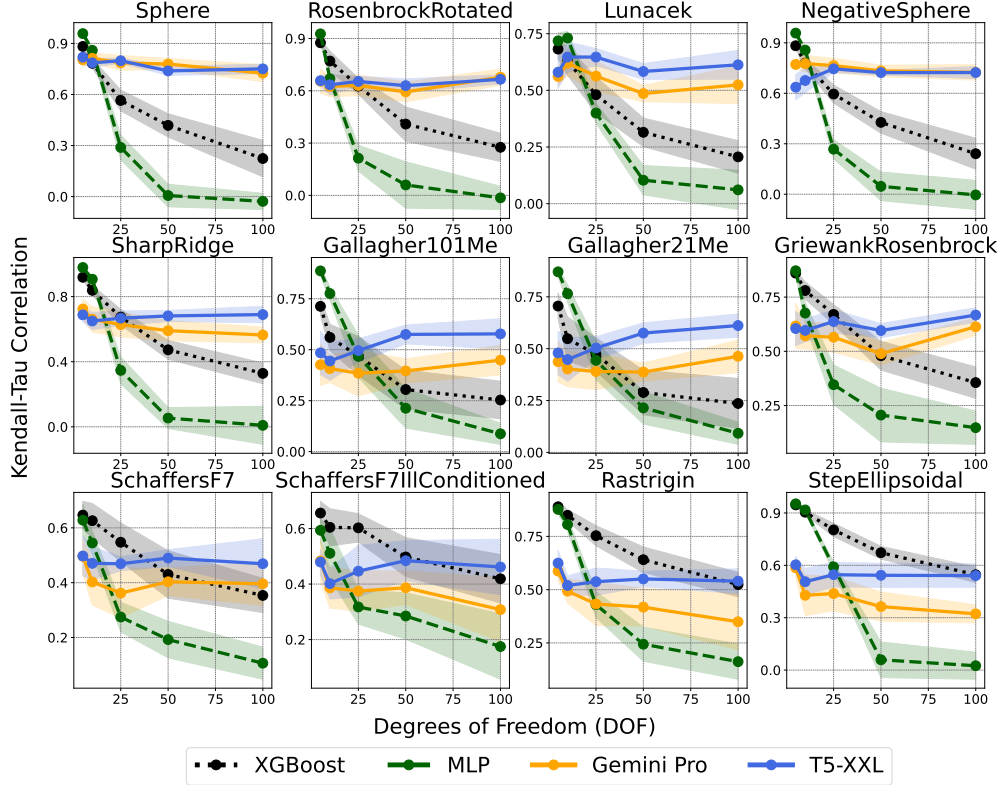 Sphere RosenbrockRotated Lunacek NegativeSphere
0.9 0.9 0.75 0.9
0.6 0.6 0.50 0.6
0.3 0.3 0.25 0.3
0.0 0.0 0.00 0.0
25 50 75 100 25 50 75 100 25 50 75 100 25 50 75 100
SharpRidge Gallagher101Me Gallagher21Me GriewankRosenbrock
0.8 0.75 0.75 0.75
0.4 0.50 0.50 0.50
0.0 0.25 0.25 0.25
0.00 0.00
25 50 75 100 25 50 75 100 25 50 75 100 25 50 75 100
Kendall-Tau Correlation
SchaffersF7 SchaffersF7IllConditioned Rastrigin StepEllipsoidal
0.6 0.6 0.75 0.9
0.4 0.4 0.50 0.6
0.2 0.2 0.25 0.3
0.0
25 50 75 100 25 50 75 100 25 50 75 100 25 50 75 100
Degrees of Freedom (DOF)
XGBoost MLP Gemini Pro T5-XXL